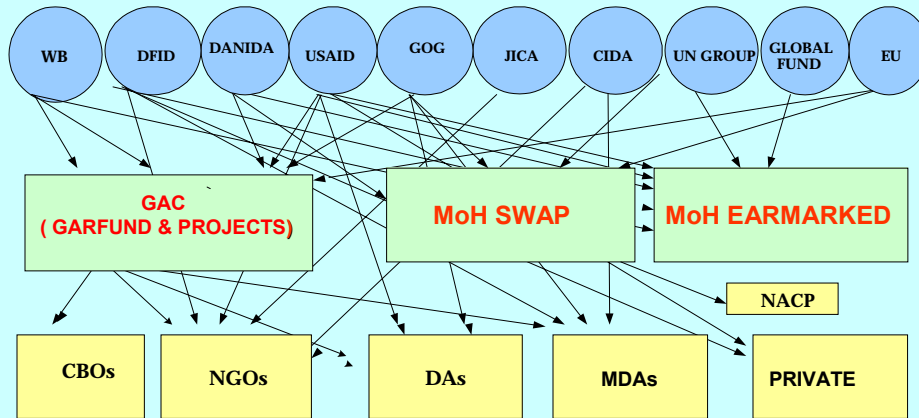 WB
DFID
DANIDA
USAID
GOG
JICA
CIDA
UN GROUP
GLOBAL
FUND
EU
GAC
( GARFUND & PROJECTS)
MoH SWAP
MoH EARMARKED
NACP
CBOs
NGOs
DAs
MDAs
PRIVATE